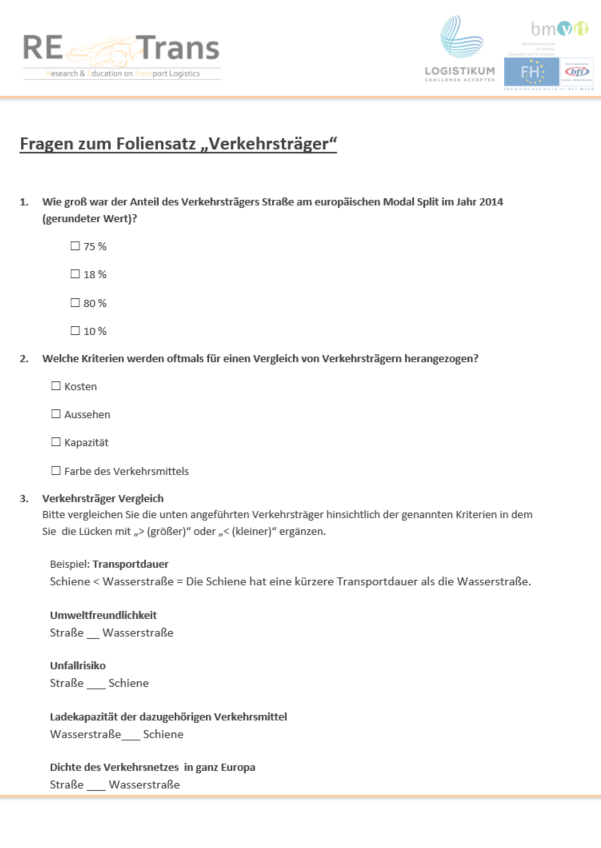 RE Trans
Research & Education on Transport Logistics
LOGISTIKUM
CHALLENGE ACCEPTED
bmvit
FH
bfi
Fragen zum Foliensatz „Verkehrsträger“
1. Wie groß war der Anteil des Verkehrsträgers Straße am europäischen Modal Split im Jahr 2014
(gerundeter Wert)?
☐ 75 %
☐ 18 %
☐ 80 %
☐ 10 %
2. Welche Kriterien werden oftmals für einen Vergleich von Verkehrsträgern herangezogen?
☐ Kosten
☐ Aussehen
☐ Kapazität
☐ Farbe des Verkehrsmittels
3. Verkehrsträger Vergleich
Bitte vergleichen Sie die unten angeführten Verkehrsträger hinsichtlich der genannten Kriterien in dem
Sie die Lücken mit „> (größer)“ oder „< (kleiner)“ ergänzen.
Beispiel: Transportdauer
Schiene < Wasserstraße = Die Schiene hat eine kürzere Transportdauer als die Wasserstraße.
Umweltfreundlichkeit
Straße __ Wasserstraße
Unfallrisiko
Straße ___ Schiene
Ladekapazität der dazugehörigen Verkehrsmittel
Wasserstraße___ Schiene
Dichte des Verkehrsnetzes in ganz Europa
Straße ___ Wasserstraße